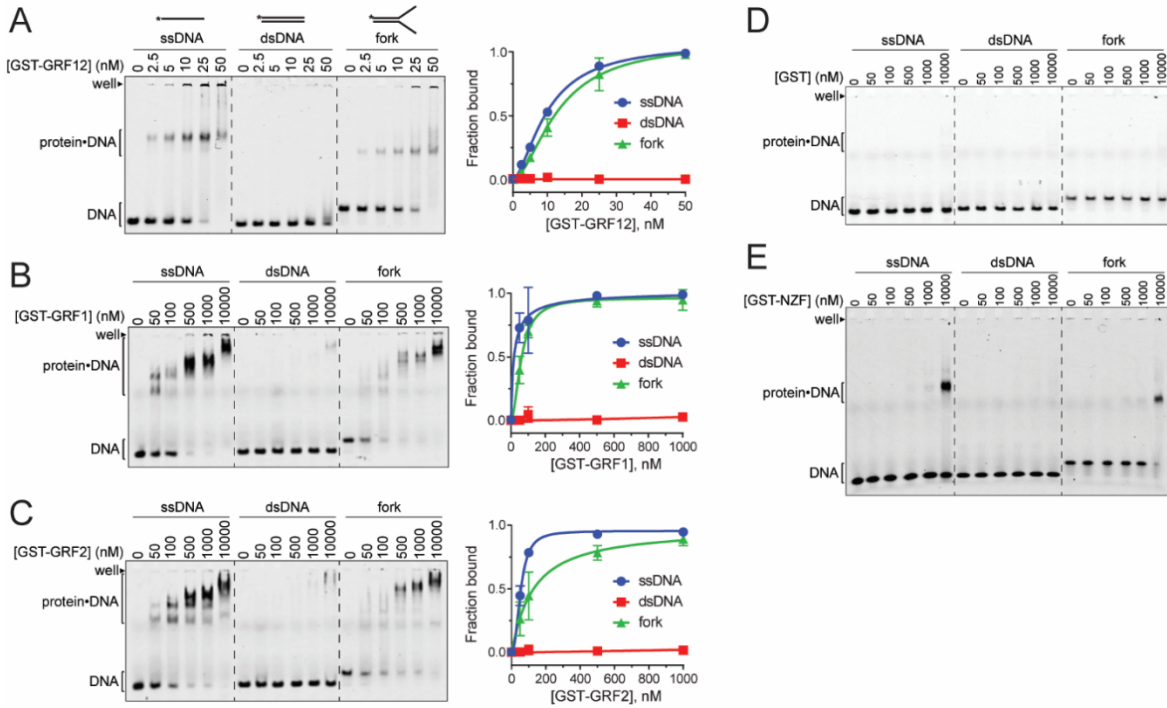 A
* * *
ssDNA dsDNA fork
[GST-GRF12] (nM) 0 2.5 5 10 25 50 0 2.5 5 10 25 50 0 2.5 5 10 25 50
well
protein•DNA
DNA
Fraction bound
1.0
0.5
0.0
0 10 20 30 40 50
[GST-GRF12], nM
ssDNA
dsDNA
fork
B
ssDNA dsDNA fork
[GST-GRF1] (nM) 0 50 100 500 1000 10000 0 50 100 500 1000 10000 0 50 100 500 1000 10000
well
protein•DNA
DNA
Fraction bound
1.0
0.5
0.0
0 200 400 600 800 1000
[GST-GRF1], nM
ssDNA
dsDNA
fork
C
ssDNA dsDNA fork
[GST-GRF2] (nM) 0 50 100 500 1000 10000 0 50 100 500 1000 10000 0 50 100 500 1000 10000
well
protein•DNA
DNA
Fraction bound
1.0
0.5
0.0
0 200 400 600 800 1000
[GST-GRF2], nM
ssDNA
dsDNA
fork
D
ssDNA dsDNA fork
[GST] (nM) 0 50 100 5000 1000 10000 0 50 100 5000 1000 10000 0 50 100 5000 1000 10000
well
protein•DNA
DNA
E
ssDNA dsDNA fork
[GST-NZF] (nM) 0 50 100 5000 1000 10000 0 50 100 5000 1000 10000 0 50 100 5000 1000 10000
well
protein•DNA
DNA